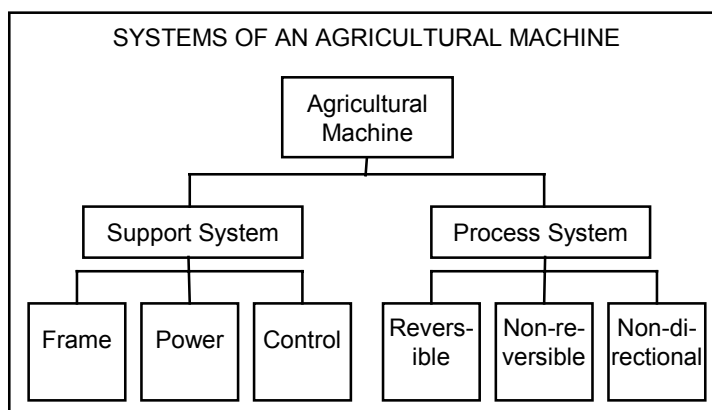 SYSTEMS OF AN AGRICULTURAL MACHINE
Agricultural
Machine
Support System
Process System
Frame
Power
Control
Revers-
ible
Non-re-
versible
Non-di-
rectional